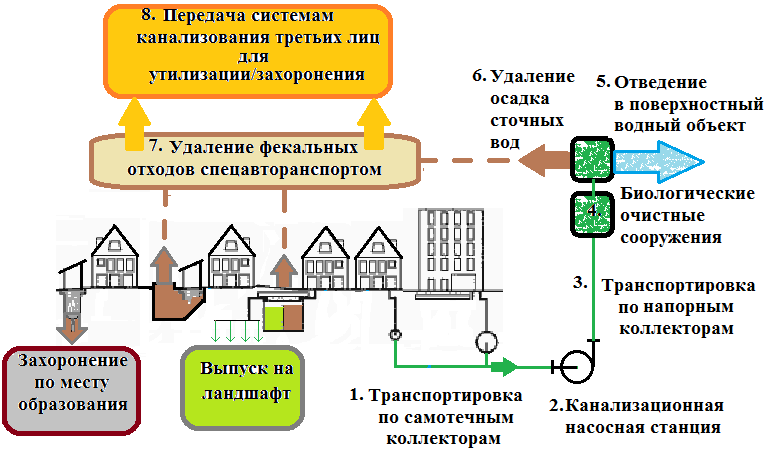 8. Передача системам
канализования третьих лиц
для
утилизации/захоронения
7. Удаление фекальных
отходов спецавтотранспортом
6. Удаление
осадка
сточных
вод
5. Отведение
в поверхностный
водный объект
4. Биологические
очистные
сооружения
3. Транспортировка
по напорным
коллекторам
Захоронение
по месту
образования
Выпуск на
ландшафт
1. Транспортировка
по самотечным
коллекторам
2. Канализационная
насосная станция